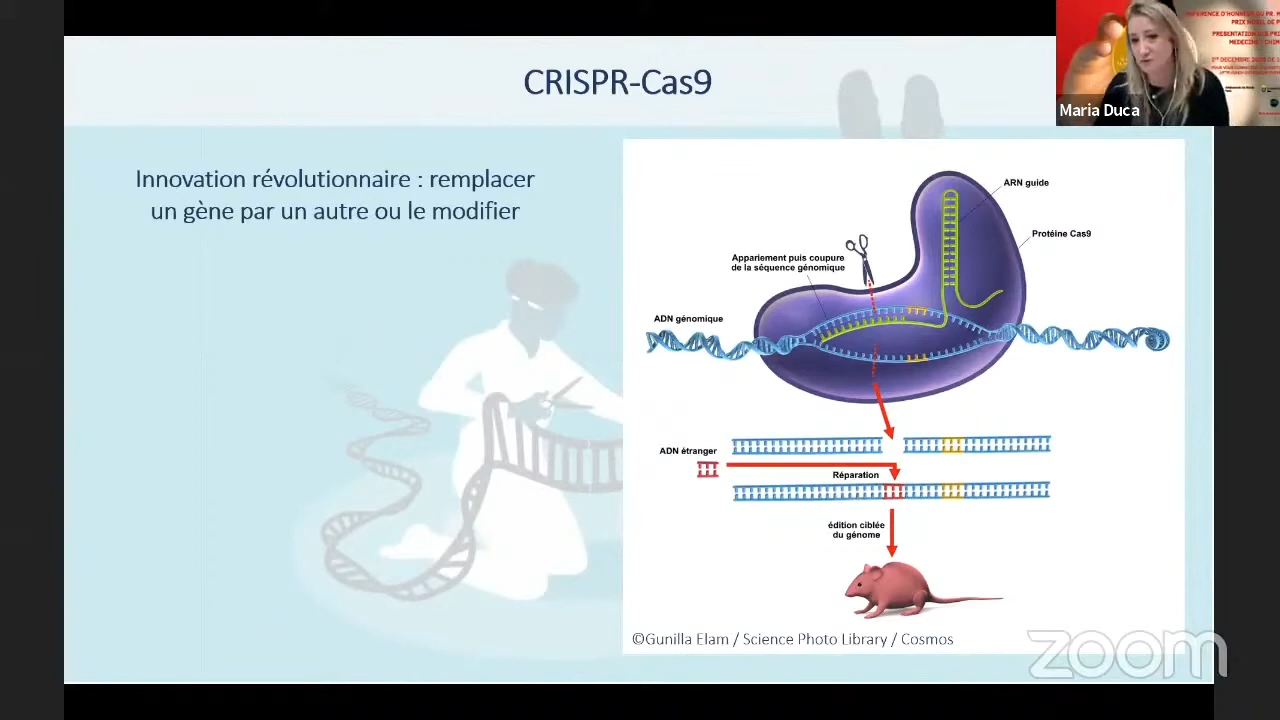 CRISPR-Cas9
Innovation révolutionnaire : remplacer
un gène par un autre ou le modifier
ARN guide
Protéine Cas9
Appariement puis coupure
de la séquence génomique
ADN génomique
ADN étranger
Réparation
édition ciblée
du génome
©Gunilla Elam / Science Photo Library / Cosmos
Maria Duca
zoom